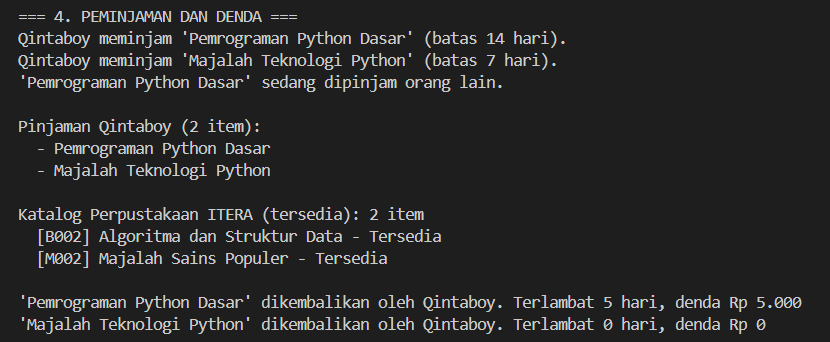 === 4. PEMINJAMAN DAN DENDA ===
Qintaboy meminjam 'Pemrograman Python Dasar' (batas 14 hari).
Qintaboy meminjam 'Majalah Teknologi Python' (batas 7 hari).
'Pemrograman Python Dasar' sedang dipinjam orang lain.

Pinjaman Qintaboy (2 item):
  - Pemrograman Python Dasar
  - Majalah Teknologi Python

Katalog Perpustakaan ITERA (tersedia): 2 item
  [B002] Algoritma dan Struktur Data - Tersedia
  [M002] Majalah Sains Populer - Tersedia

'Pemrograman Python Dasar' dikembalikan oleh Qintaboy. Terlambat 5 hari, denda Rp 5.000
'Majalah Teknologi Python' dikembalikan oleh Qintaboy. Terlambat 0 hari, denda Rp 0